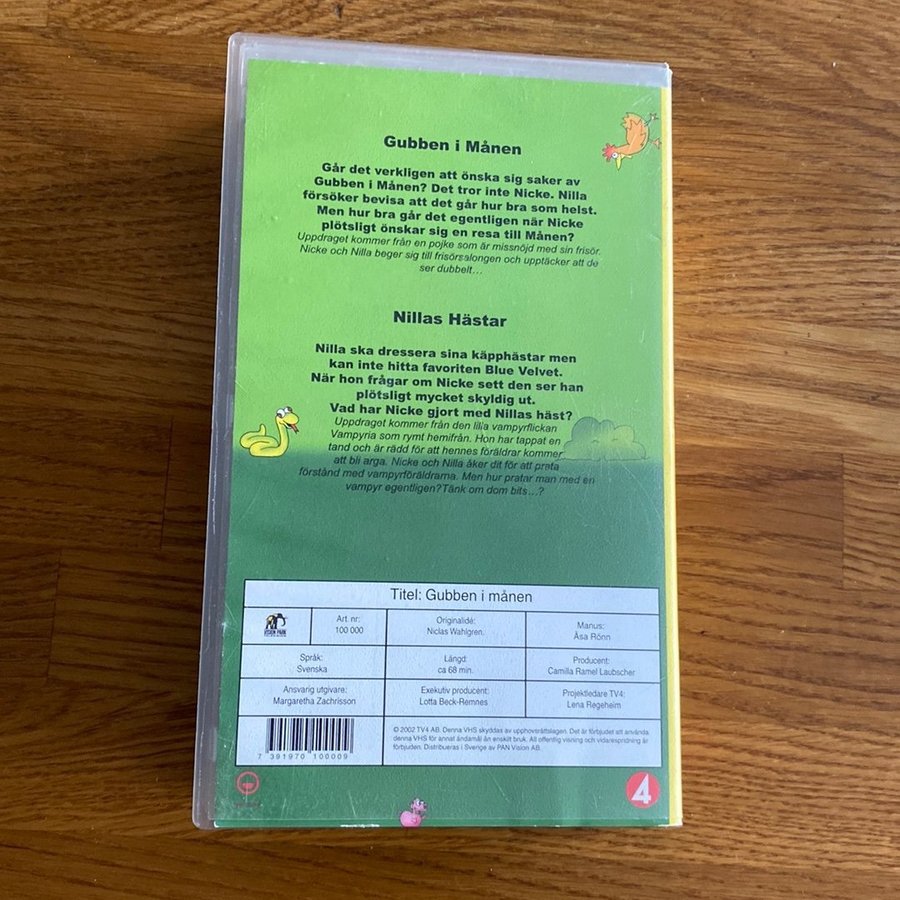 Gubben i Månen
Går det verkligen att önska sig saker av
Gubben i Månen? Det tror inte Nicke. Nilla
försöker bevisa att det går hur bra som helst.
Men hur bra går det egentligen när Nicke
plötsligt önskar sig en resa till Månen?
Uppdraget kommer från en pojke som är missnöjd med sin frisör.
Nicke och Nilla beger sig till frisörsalongen och upptäcker att de
ser dubbelt...
Nillas Hästar
Nilla ska dressera sina käpphästar men
kan inte hitta favoriten Blue Velvet.
När hon frågar om Nicke sett den ser han
plötsligt mycket skyldig ut.
Vad har Nicke gjort med Nillas häst?
Uppdraget kommer från den lilla vampyrflickan
Vampyria som rymt hemifrån. Hon har tappat en
tand och är rädd för att hennes föräldrar kommer
att bli arga. Nicke och Nilla åker dit för att prata
förstånd med vampyrföräldrarna. Men hur pratar man med en
vampyr egentligen?Tänk om dom bits...?
Titel: Gubben i månen
VISION PARK
Art. nr:
100 000
Originalidé:
Niclas Wahlgren.
Manus:
Åsa Rönn
Språk:
Svenska
Längd:
ca 68 min.
Producent:
Camilla Ramel Laubscher
Ansvarig utgivare:
Margaretha Zachrisson
Exekutiv producent:
Lotta Beck-Remnes
Projektledare TV4:
Lena Regeheim
7 391970 100009
© 2002 TV4 AB. Denna VHS skyddas av upphovsrättslagen. Det är förbjudet att använda
denna VHS för annat ändamål än enskilt bruk. All offentlig visning och vidarespridning är
förbjuden. Distribueras i Sverige av PAN Vision AB.
4